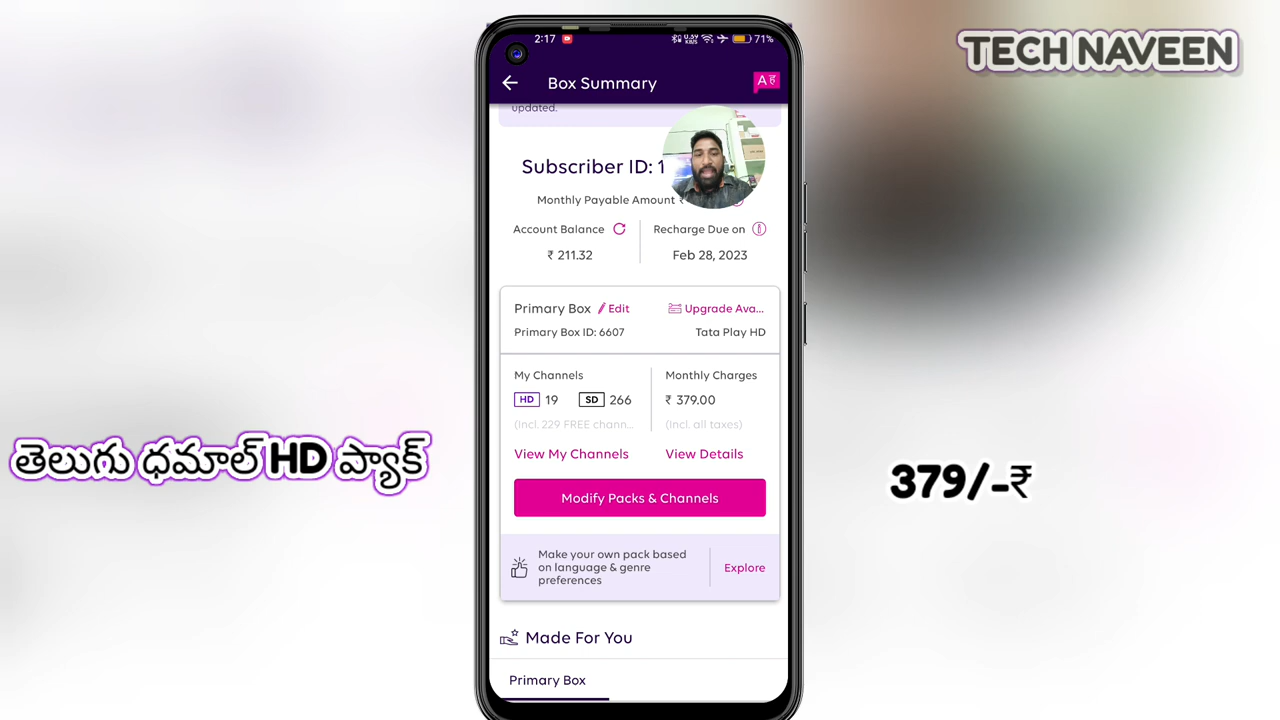 TECH NAVEEN
2:17
71%
Box Summary
updated.
Subscriber ID: 1
Monthly Payable Amount ₹
Account Balance
Recharge Due on
₹ 211.32
Feb 28, 2023
Primary Box Edit
Upgrade Ava...
Primary Box ID: 6607
Tata Play HD
My Channels
Monthly Charges
HD 19 SD 266
₹ 379.00
(Incl. 229 FREE chann...
(Incl. all taxes)
View My Channels
View Details
Modify Packs & Channels
Make your own pack based
on language & genre
preferences
Explore
Made For You
Primary Box
తెలుగు ధమాల్ HD ప్యాక్
379/-₹